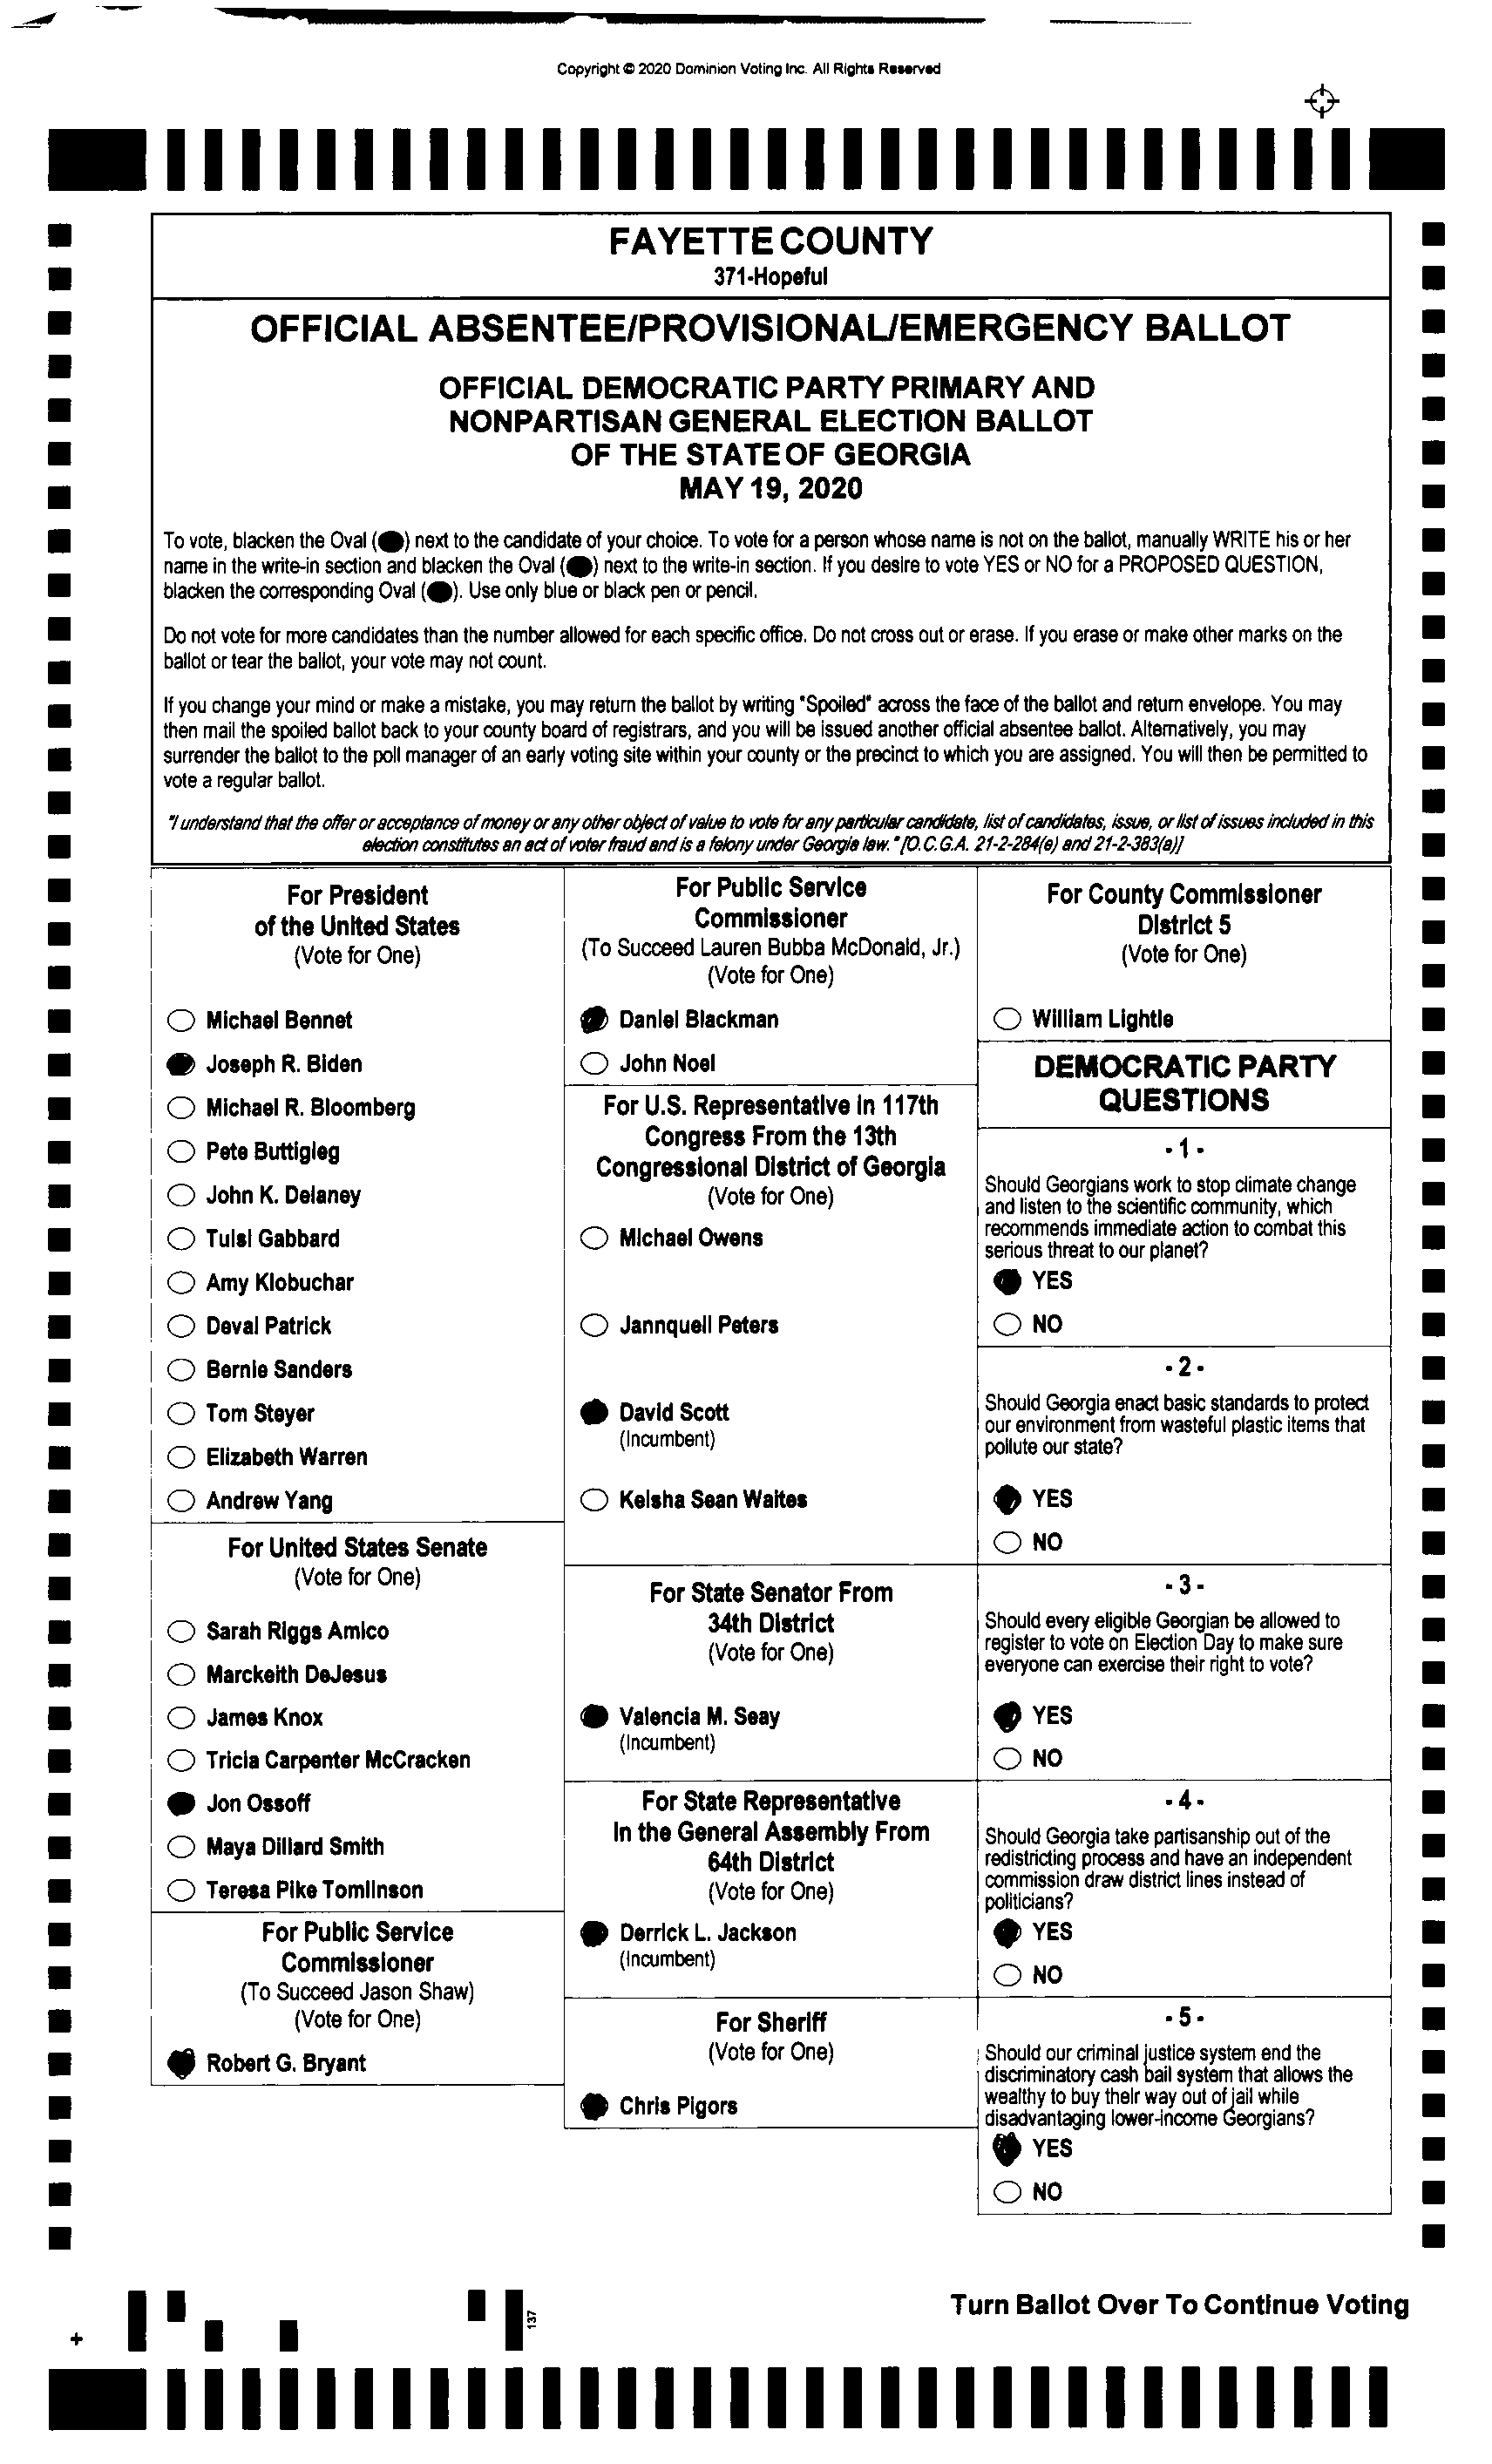 Copyright © 2020 Dominion Voting Inc. All Rights Reserved
FAYETTE COUNTY
371-Hopeful
OFFICIAL ABSENTEE/PROVISIONAL/EMERGENCY BALLOT
OFFICIAL DEMOCRATIC PARTY PRIMARY AND
NONPARTISAN GENERAL ELECTION BALLOT
OF THE STATE OF GEORGIA
MAY 19, 2020
To vote, blacken the Oval ( ) next to the candidate of your choice. To vote for a person whose name is not on the ballot, manually WRITE his or her
name in the write-in section and blacken the Oval ( ) next to the write-in section. If you desire to vote YES or NO for a PROPOSED QUESTION,
blacken the corresponding Oval ( ). Use only blue or black pen or pencil.
Do not vote for more candidates than the number allowed for each specific office. Do not cross out or erase. If you erase or make other marks on the
ballot or tear the ballot, your vote may not count.
If you change your mind or make a mistake, you may return the ballot by writing "Spoiled" across the face of the ballot and return envelope. You may
then mail the spoiled ballot back to your county board of registrars, and you will be issued another official absentee ballot. Alternatively, you may
surrender the ballot to the poll manager of an early voting site within your county or the precinct to which you are assigned. You will then be permitted to
vote a regular ballot.
"I understand that the offer or acceptance of money or any other object of value to vote for any particular candidate, list of candidates, issue, or list of issues included in this
election constitutes an act of voter fraud and is a felony under Georgia law." [O.C.G.A. 21-2-284(e) and 21-2-383(a)]
For President
of the United States
(Vote for One)
Michael Bennet
Joseph R. Biden
Michael R. Bloomberg
Pete Buttigieg
John K. Delaney
Tulsi Gabbard
Amy Klobuchar
Deval Patrick
Bernie Sanders
Tom Steyer
Elizabeth Warren
Andrew Yang
For United States Senate
(Vote for One)
Sarah Riggs Amico
Marckeith DeJesus
James Knox
Tricia Carpenter McCracken
Jon Ossoff
Maya Dillard Smith
Teresa Pike Tomlinson
For Public Service
Commissioner
(To Succeed Jason Shaw)
(Vote for One)
Robert G. Bryant
For Public Service
Commissioner
(To Succeed Lauren Bubba McDonald, Jr.)
(Vote for One)
Daniel Blackman
John Noel
For U.S. Representative in 117th
Congress From the 13th
Congressional District of Georgia
(Vote for One)
Michael Owens
Jannquell Peters
David Scott
(Incumbent)
Keisha Sean Waites
For State Senator From
34th District
(Vote for One)
Valencia M. Seay
(Incumbent)
For State Representative
In the General Assembly From
64th District
(Vote for One)
Derrick L. Jackson
(Incumbent)
For Sheriff
(Vote for One)
Chris Pigors
For County Commissioner
District 5
(Vote for One)
William Lightle
DEMOCRATIC PARTY
QUESTIONS
- 1 -
Should Georgians work to stop climate change
and listen to the scientific community, which
recommends immediate action to combat this
serious threat to our planet?
YES
NO
- 2 -
Should Georgia enact basic standards to protect
our environment from wasteful plastic items that
pollute our state?
YES
NO
- 3 -
Should every eligible Georgian be allowed to
register to vote on Election Day to make sure
everyone can exercise their right to vote?
YES
NO
- 4 -
Should Georgia take partisanship out of the
redistricting process and have an independent
commission draw district lines instead of
politicians?
YES
NO
- 5 -
Should our criminal justice system end the
discriminatory cash bail system that allows the
wealthy to buy their way out of jail while
disadvantaging lower-income Georgians?
YES
NO
Turn Ballot Over To Continue Voting
137